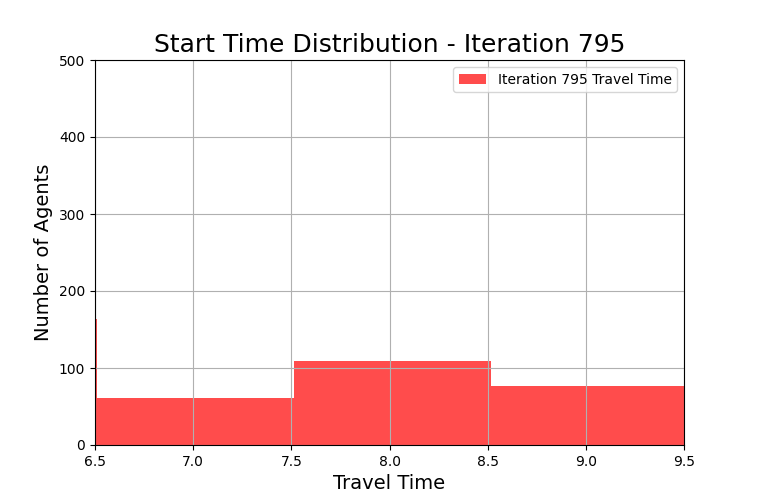 Start Time Distribution - Iteration 795
Iteration 795 Travel Time
500
400
300
200
100
0
Number of Agents
6.5 7.0 7.5 8.0 8.5 9.0 9.5
Travel Time